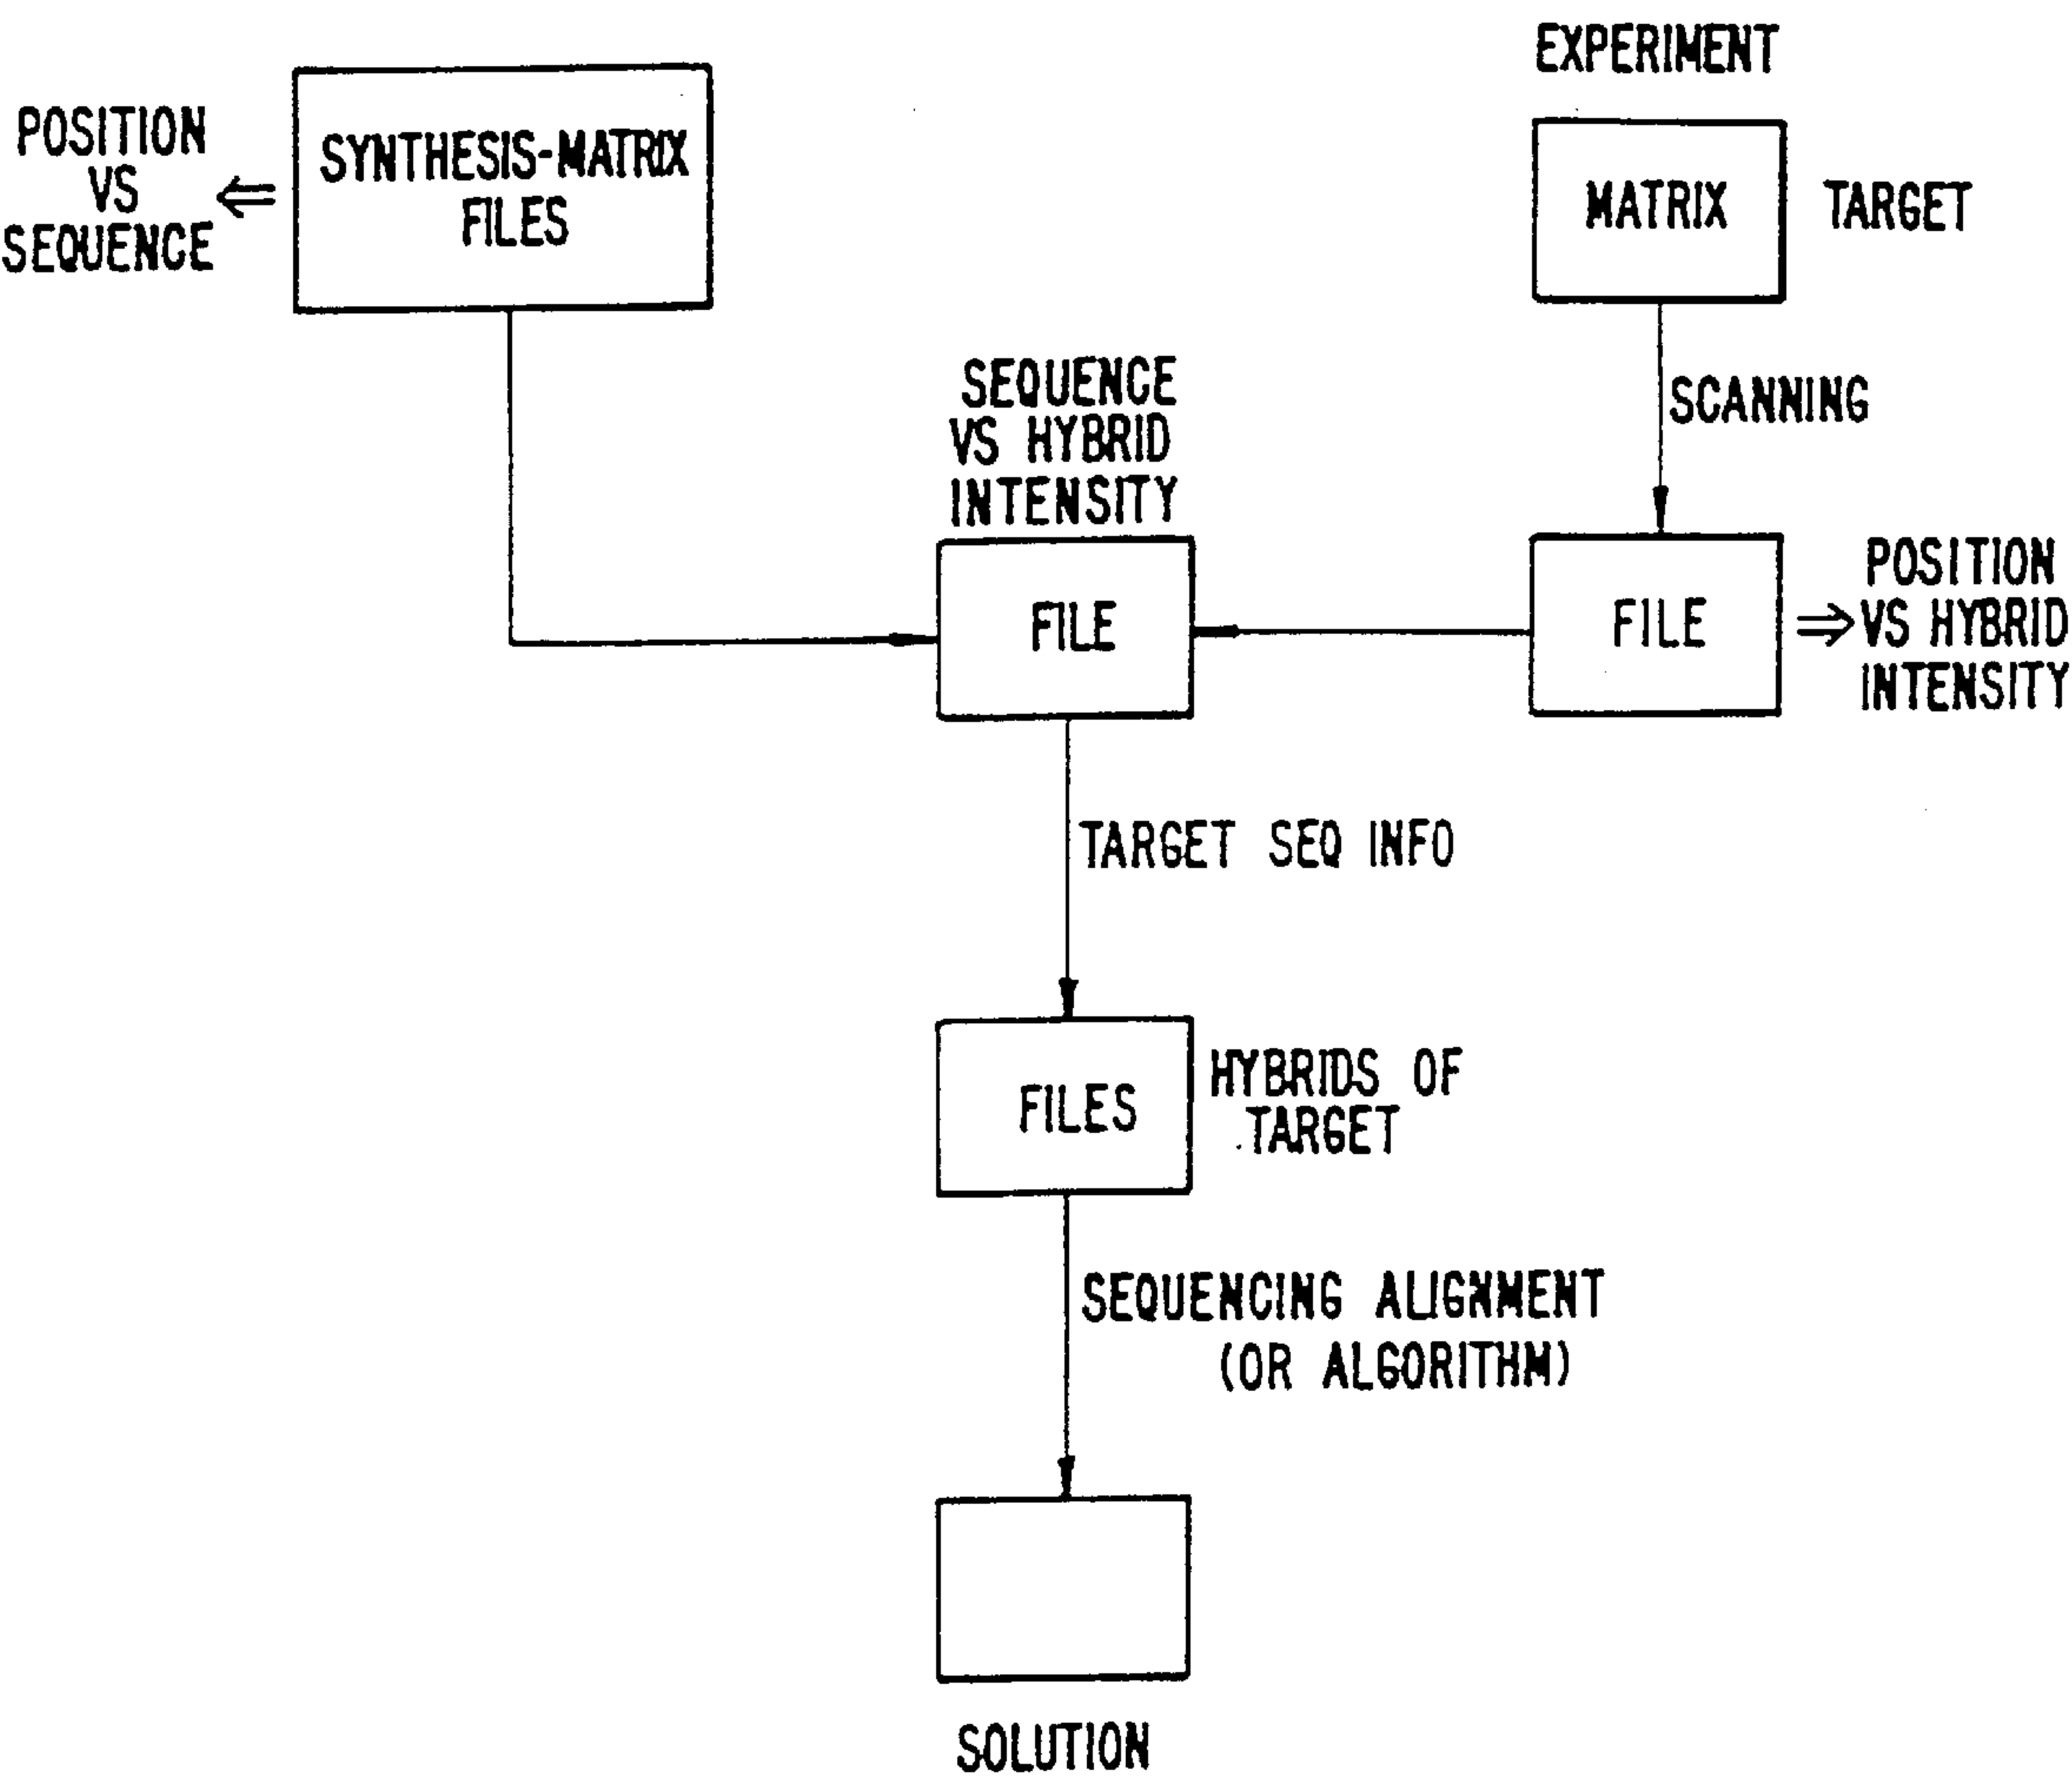 EXPERIMENT
POSITION
VS
SEQUENCE
SYNTHESIS-MATRIX
FILES
MATRIX
TARGET
SCANNING
SEQUENCE
VS HYBRID
INTENSITY
FILE
FILE
POSITION
VS HYBRID
INTENSITY
TARGET SEQ INFO
FILES
HYBRIDS OF
TARGET
SEQUENCING ALIGNMENT
(OR ALGORITHM)
SOLUTION